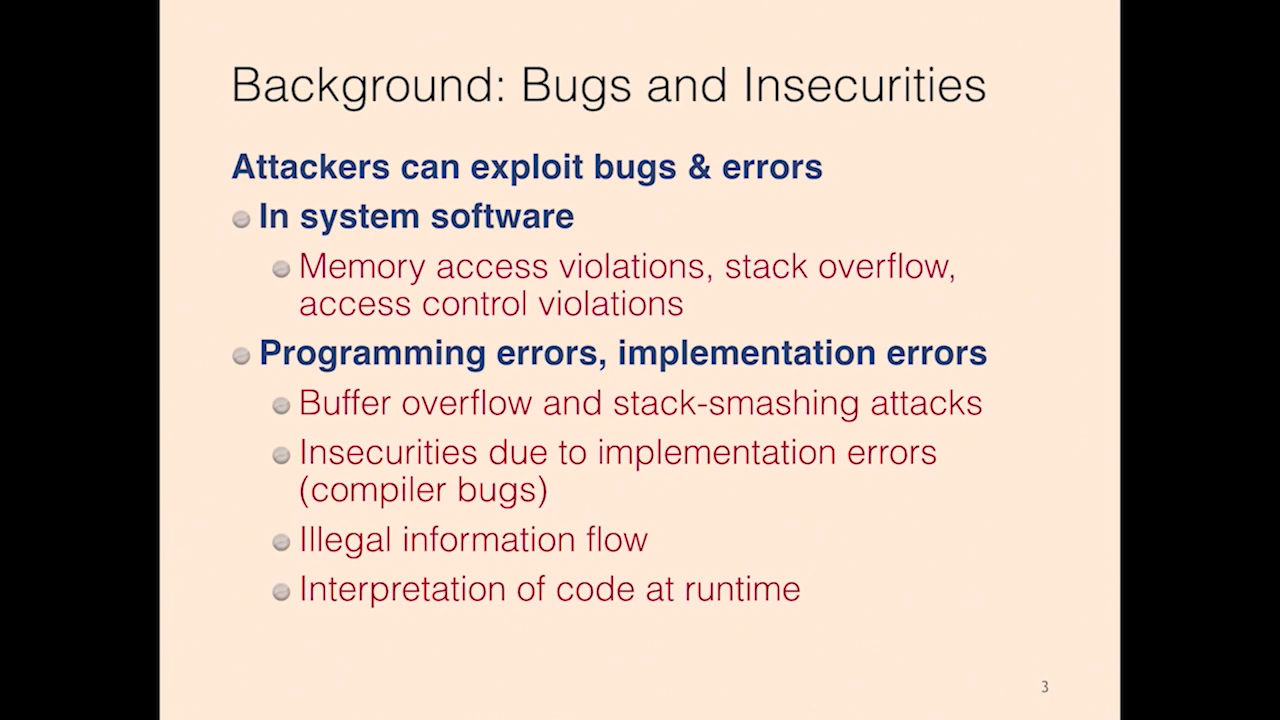 Background: Bugs and Insecurities
Attackers can exploit bugs & errors
In system software
Memory access violations, stack overflow,
access control violations
Programming errors, implementation errors
Buffer overflow and stack-smashing attacks
Insecurities due to implementation errors
(compiler bugs)
Illegal information flow
Interpretation of code at runtime
3